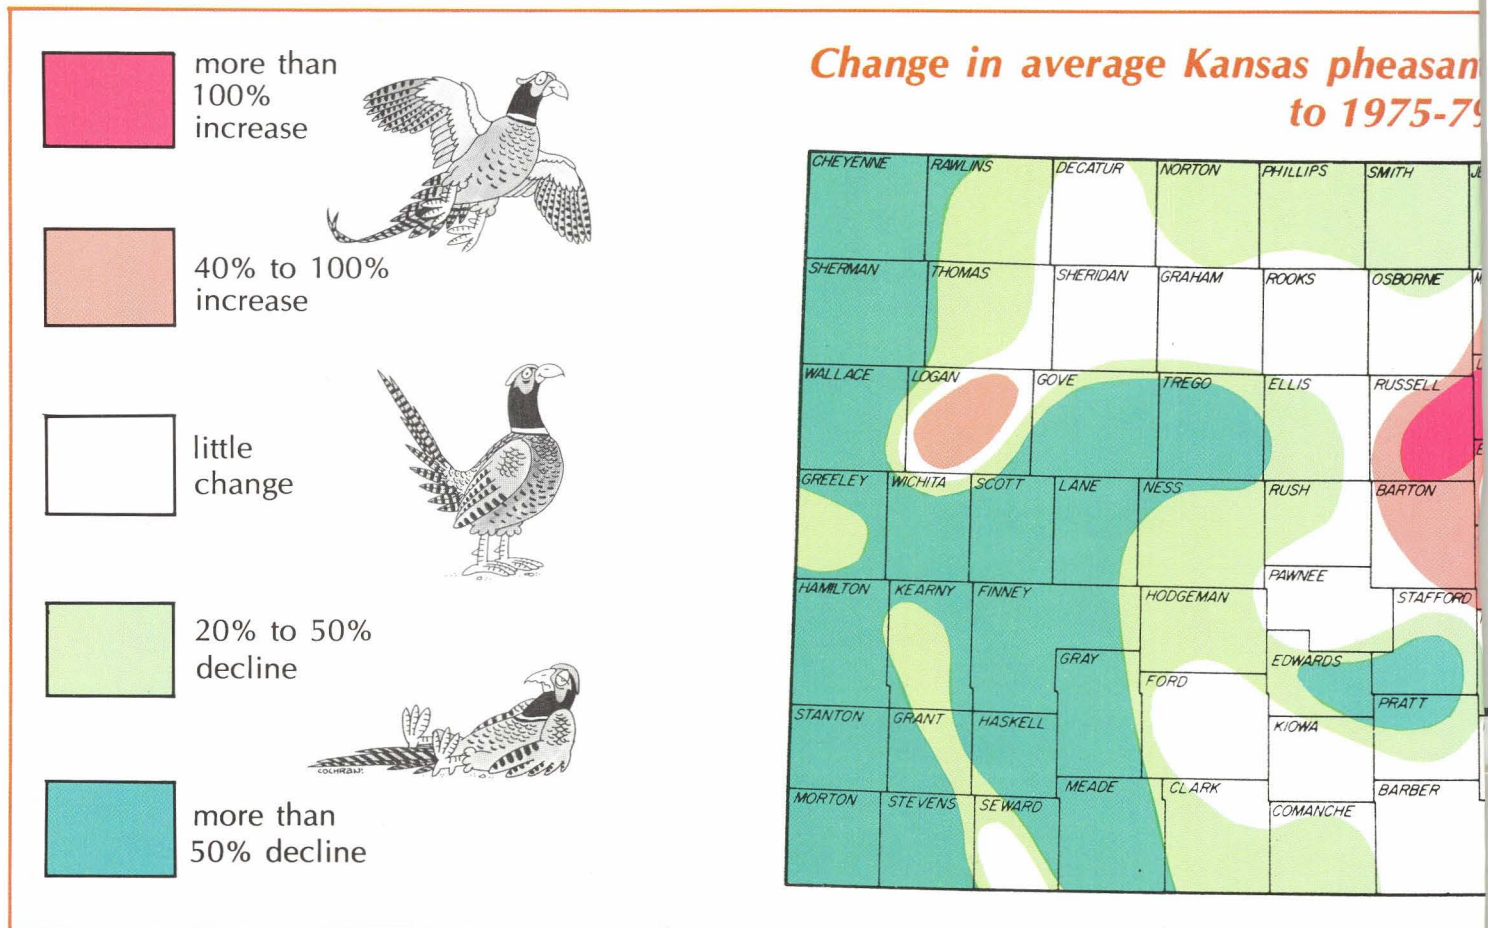 more than
100%
increase
40% to 100%
increase
little
change
20% to 50%
decline
COCHRAN!
more than
50% decline
Change in average Kansas pheasan
to 1975-79
CHEYENNE RAWLINS DECATUR NORTON PHILLIPS SMITH
SHERMAN THOMAS SHERIDAN GRAHAM ROOKS OSBORNE
WALLACE LOGAN GOVE TREGO ELLIS RUSSELL
GREELEY WICHITA SCOTT LANE NESS RUSH BARTON
PAWNEE
HAMILTON KEARNY FINNEY HODGEMAN STAFFORD
GRAY EDWARDS
FORD PRATT
STANTON GRANT HASKELL KIOWA
MEADE CLARK BARBER
MORTON STEVENS SEWARD COMANCHE